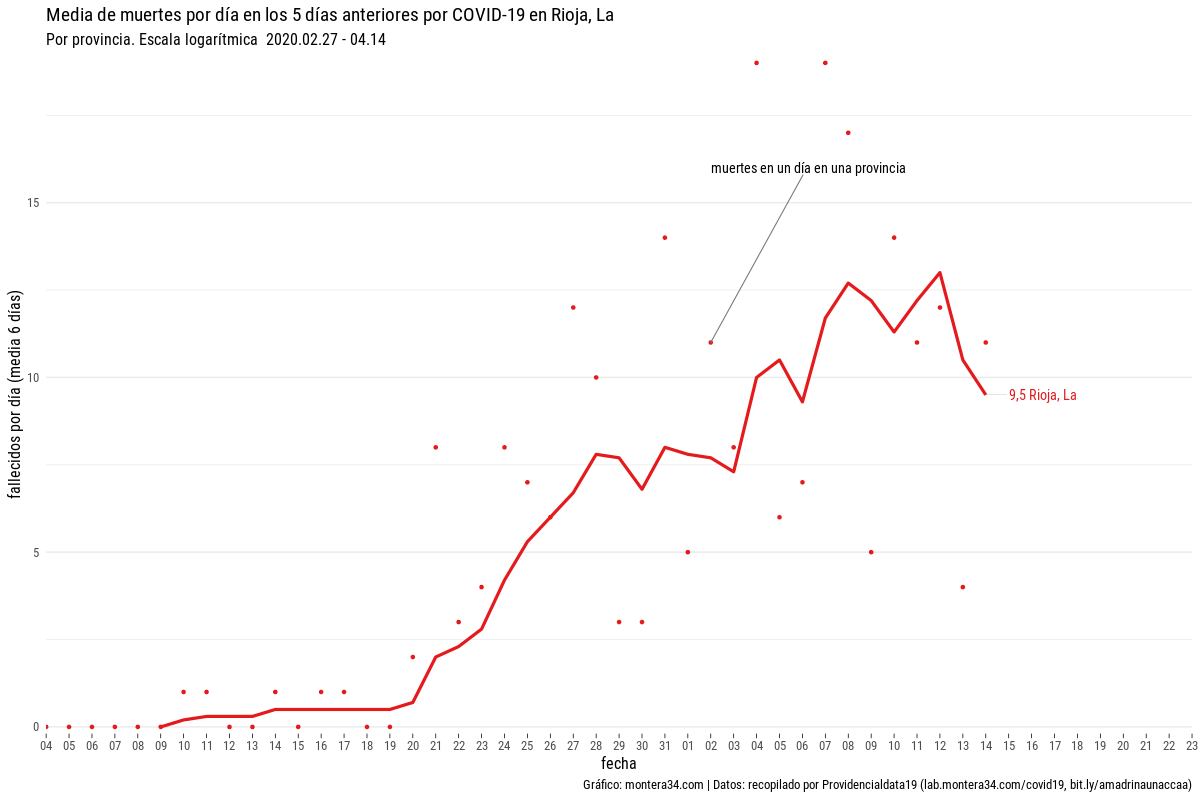 Media de muertes por día en los 5 días anteriores por COVID-19 en Rioja, La
Por provincia. Escala logarítmica  2020.02.27 - 04.14
muertes en un día en una provincia
15
10
9,5 Rioja, La
fallecidos por día (media 6 días)
5
0
04 05 06 07 08 09 10 11 12 13 14 15 16 17 18 19 20 21 22 23 24 25 26 27 28 29 30 31 01 02 03 04 05 06 07 08 09 10 11 12 13 14 15 16 17 18 19 20 21 22 23
fecha
Gráfico: montera34.com | Datos: recopilado por Providencialdata19 (lab.montera34.com/covid19, bit.ly/amadrinaunaccaa)